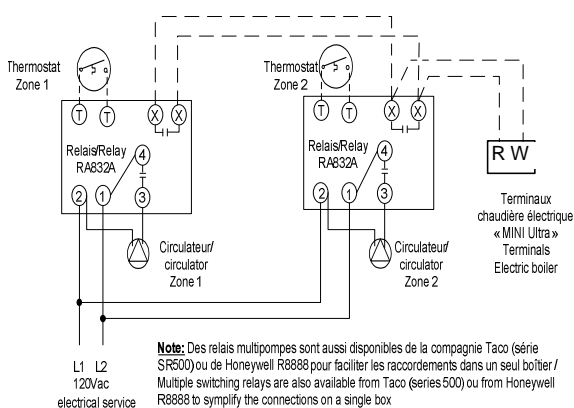 Thermostat
Zone 1
Thermostat
Zone 2
T T X X
T T X X
Relais/Relay
RA832A
4
2 1 3
Relais/Relay
RA832A
4
2 1 3
R W
Terminaux
chaudière électrique
« MINI Ultra »
Terminals
Electric boiler
Circulateur/
circulator
Zone 1
Circulateur/
circulator
Zone 2
L1 L2
120Vac
electrical service
Note: Des relais multipompes sont aussi disponibles de la compagnie Taco (série
SR500) ou de Honeywell R8888 pour faciliter les raccordements dans un seul boîtier /
Multiple switching relays are also available from Taco (series 500) or from Honeywell
R8888 to symplify the connections on a single box